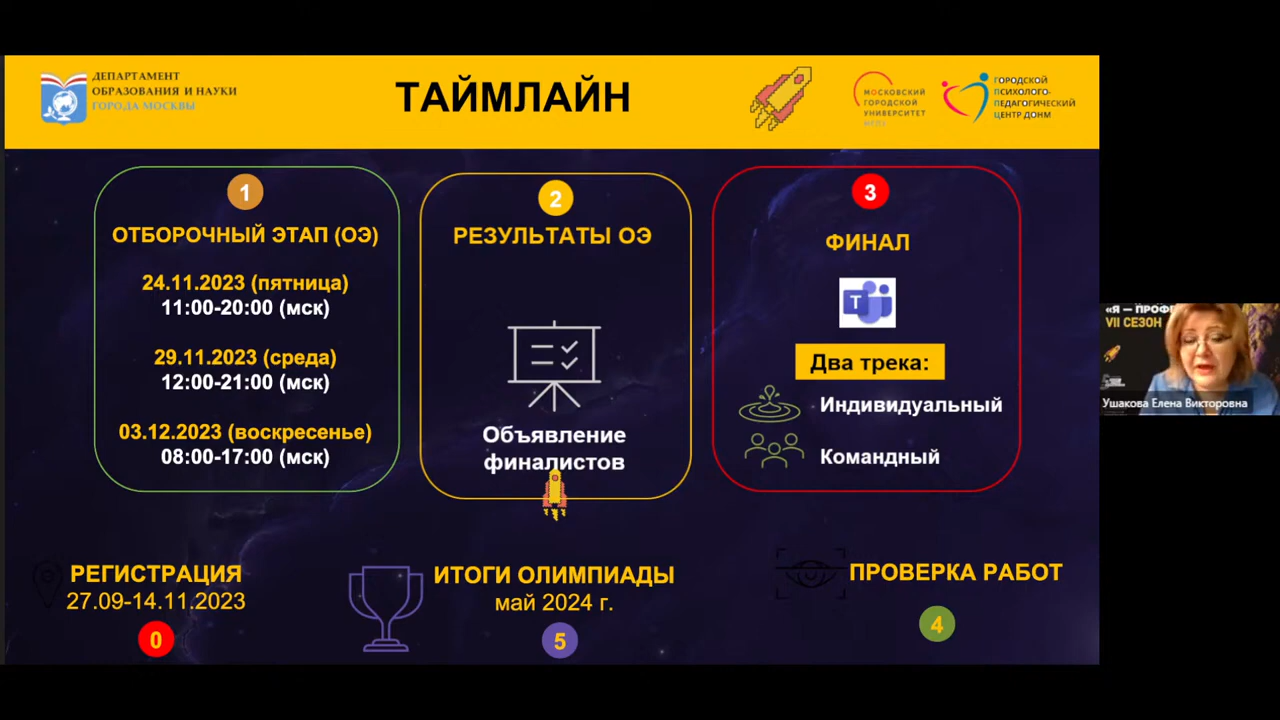 ДЕПАРТАМЕНТ
ОБРАЗОВАНИЯ И НАУКИ
ГОРОДА МОСКВЫ
ТАЙМЛАЙН
МОСКОВСКИЙ
ГОРОДСКОЙ
УНИВЕРСИТЕТ
ГОРОДСКОЙ
ПСИХОЛОГО-
ПЕДАГОГИЧЕСКИЙ
ЦЕНТР ДОНМ
1
ОТБОРОЧНЫЙ ЭТАП (ОЭ)
24.11.2023 (пятница)
11:00-20:00 (мск)
29.11.2023 (среда)
12:00-21:00 (мск)
03.12.2023 (воскресенье)
08:00-17:00 (мск)
2
РЕЗУЛЬТАТЫ ОЭ
Объявление
финалистов
3
ФИНАЛ
T
Два трека:
Индивидуальный
Командный
«Я — ПРОФЕ
VII СЕЗОН
Ушакова Елена Викторовна
РЕГИСТРАЦИЯ
27.09-14.11.2023
0
ИТОГИ ОЛИМПИАДЫ
май 2024 г.
5
ПРОВЕРКА РАБОТ
4